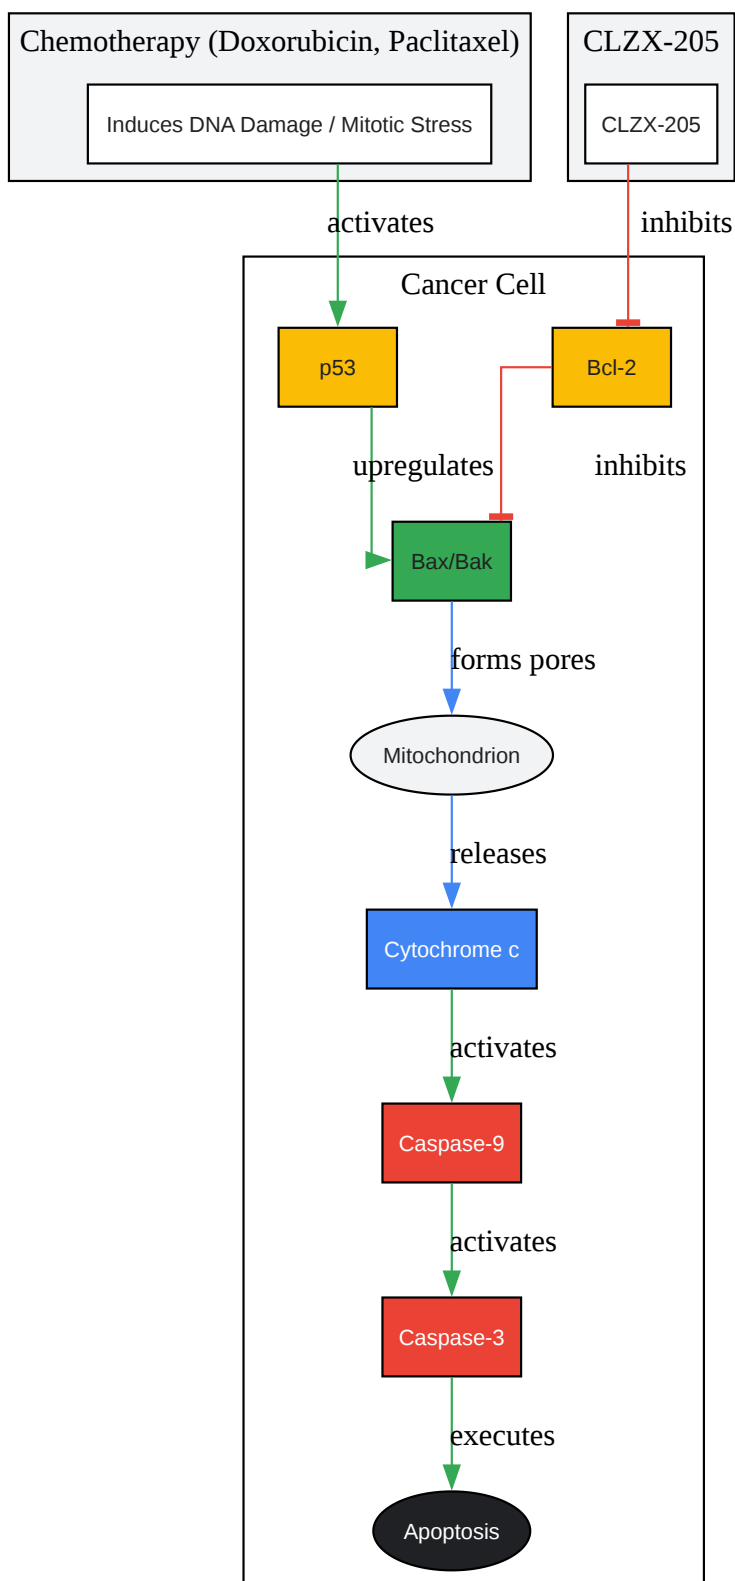 Chemotherapy (Doxorubicin, Paclitaxel)
CLZX-205
Induces DNA Damage / Mitotic Stress
CLZX-205
activates
inhibits
Cancer Cell
p53
Bcl-2
upregulates
inhibits
Bax/Bak
forms pores
Mitochondrion
releases
Cytochrome c
activates
Caspase-9
activates
Caspase-3
executes
Apoptosis